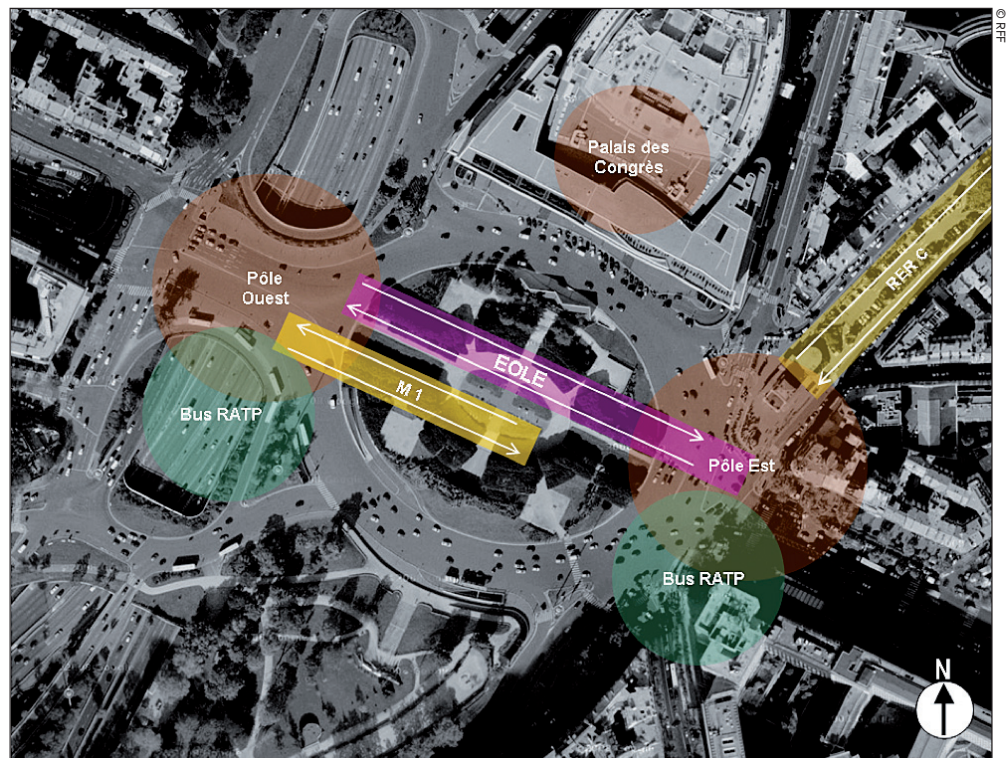 © RFF
Palais des
Congrès
RER C
Pôle
Ouest
EOLE
M 1
Bus RATP
Pôle Est
Bus RATP
N